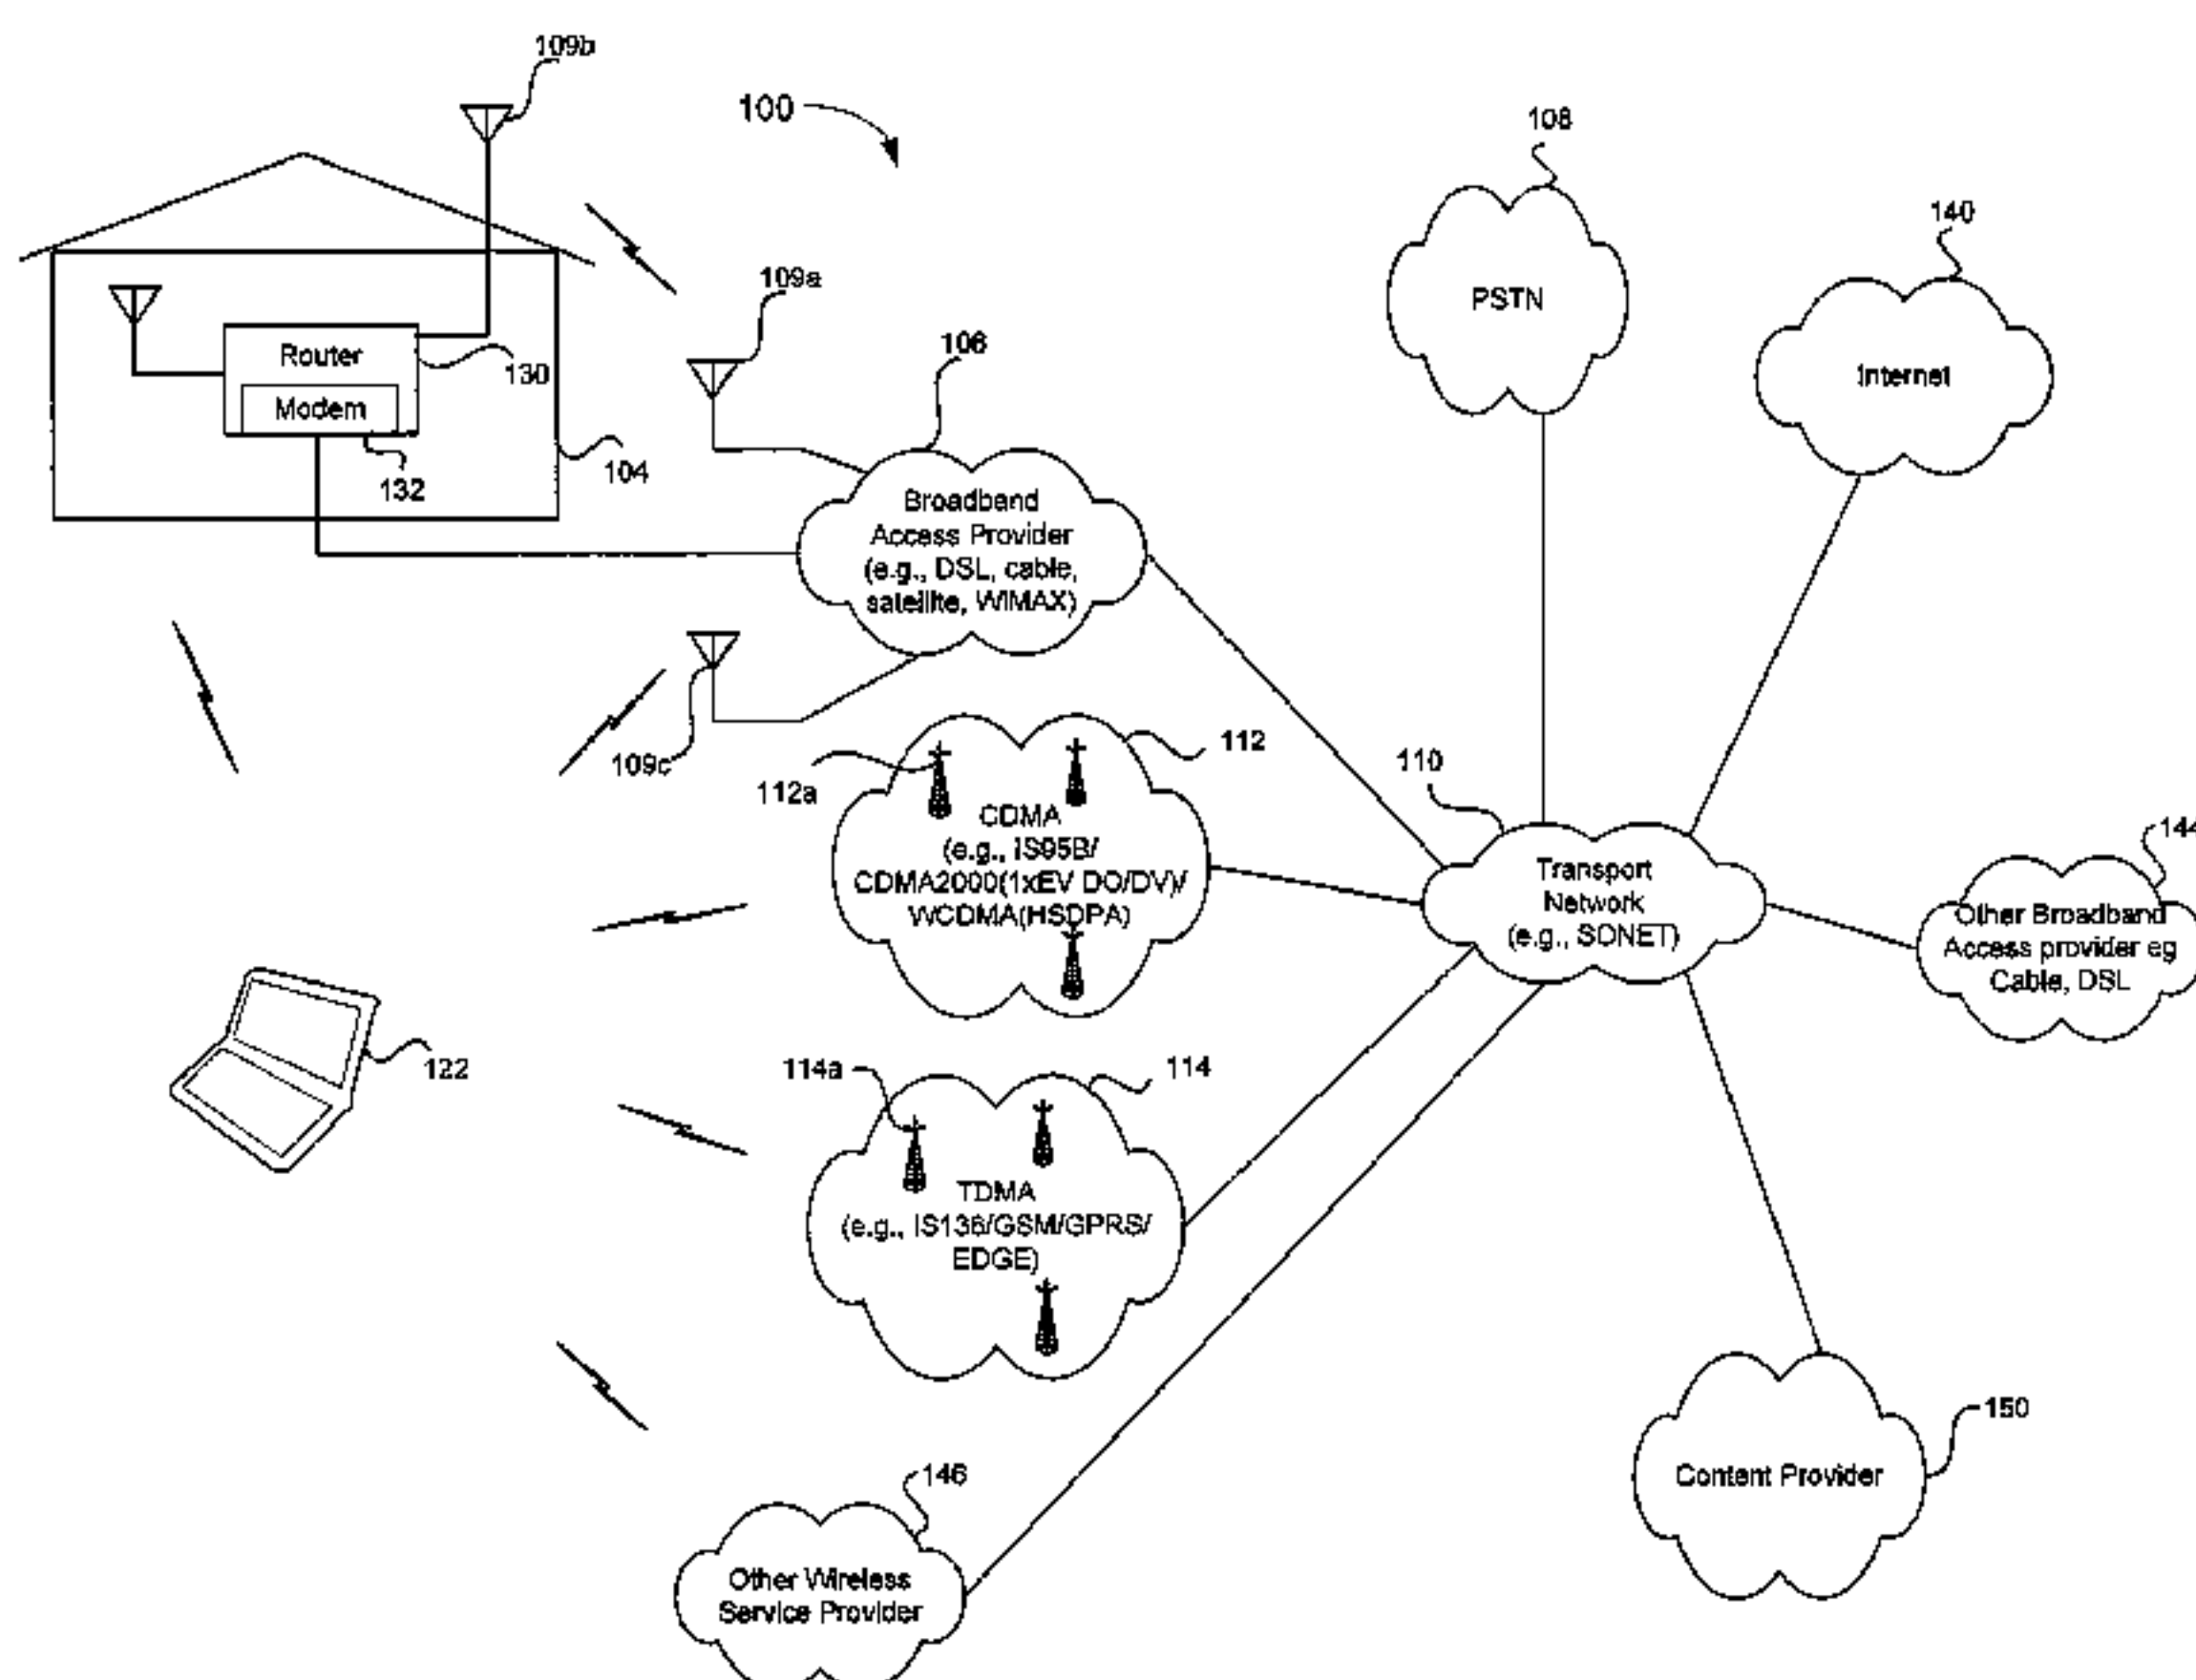 109b
100
108
140
109a
PSTN
106
Internet
Router
130
Modem
132
104
Broadband
Access Provider
(e.g., DSL, cable,
satellite, WIMAX)
109c
112a
112
110
CDMA
(e.g., IS95B/
CDMA2000(1xEV DO/DV)/
WCDMA(HSDPA)
Transport
Network
(e.g., SONET)
144
Other Broadband
Access provider eg
Cable, DSL
122
114a
114
TDMA
(e.g., IS136/GSM/GPRS/
EDGE)
150
Content Provider
146
Other Wireless
Service Provider